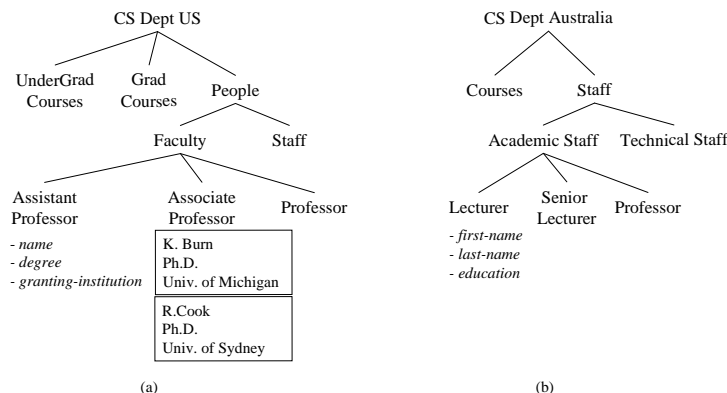 CS Dept US
UnderGrad
Courses
Grad
Courses
People
Faculty
Staff
Assistant
Professor
Associate
Professor
Professor
- name
- degree
- granting-institution
K. Burn
Ph.D.
Univ. of Michigan
R.Cook
Ph.D.
Univ. of Sydney
(a)
CS Dept Australia
Courses
Staff
Academic Staff
Technical Staff
Lecturer
Senior
Lecturer
Professor
- first-name
- last-name
- education
(b)